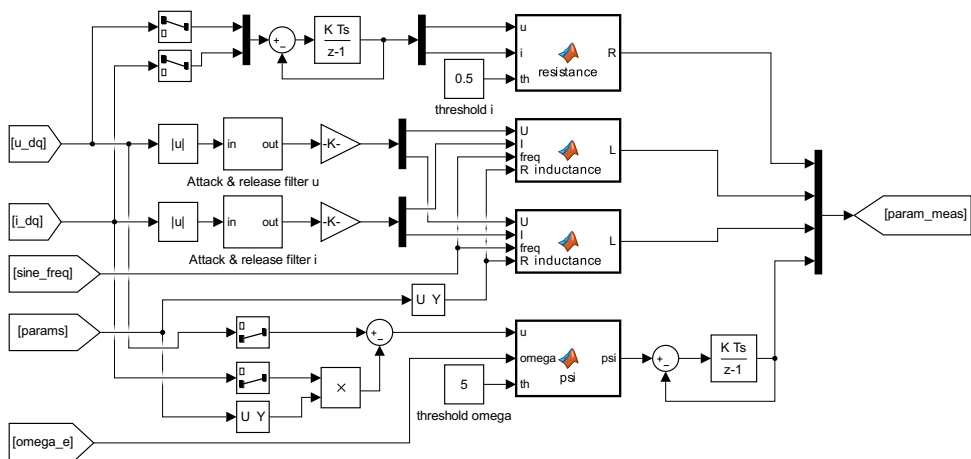 K Ts
z-1
u
i
th
resistance
R
0.5
threshold i
[u_dq]
|u|
in
out
-K-
Attack & release filter u
U
I
freq
R
inductance
L
[i_dq]
|u|
in
out
-K-
Attack & release filter i
U
I
freq
R
inductance
L
[param_meas]
[sine_freq]
U Y
[params]
u
omega
th
psi
psi
K Ts
z-1
×
5
threshold omega
U Y
[omega_e]